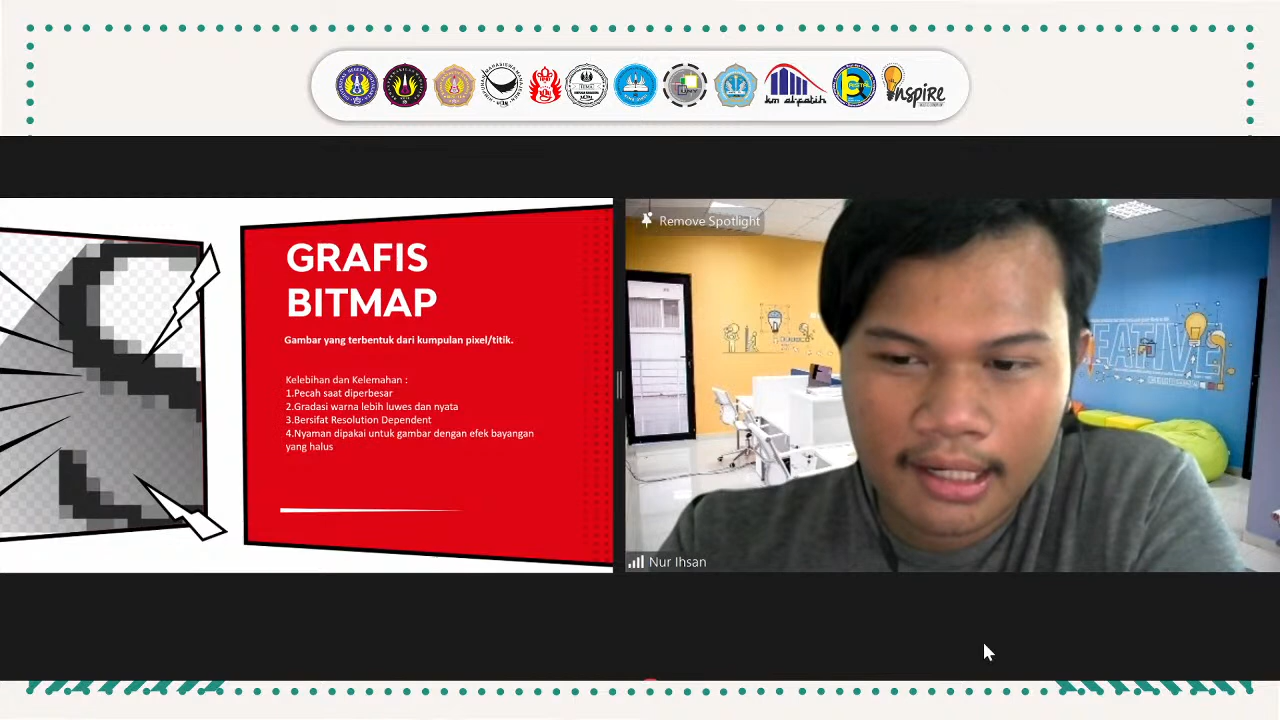 km al-fatih
inspire
GRAFIS
BITMAP
Gambar yang terbentuk dari kumpulan pixel/titik.
Kelebihan dan Kelemahan :
1.Pecah saat diperbesar
2.Gradasi warna lebih luwes dan nyata
3.Bersifat Resolution Dependent
4.Nyaman dipakai untuk gambar dengan efek bayangan
yang halus
Remove Spotlight
EATIVE
Nur Ihsan